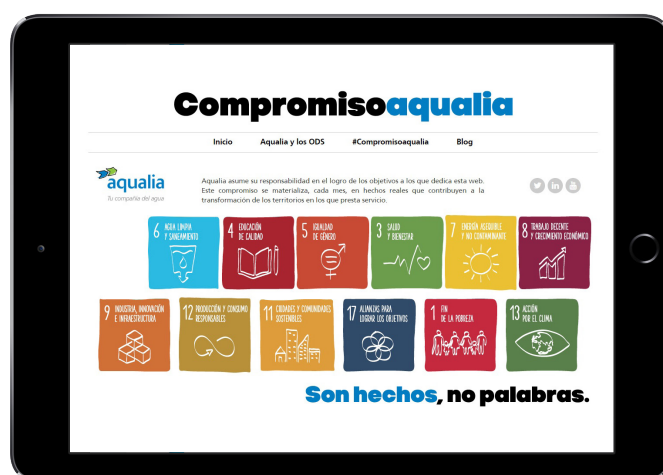 Compromisoaqualia
Inicio Aqualia y los ODS #Compromisoaqualia Blog
aqualia
Tu compañía del agua
Aqualia asume su responsabilidad en el logro de los objetivos a los que dedica esta web.
Este compromiso se materializa, cada mes, en hechos reales que contribuyen a la
transformación de los territorios en los que presta servicio.
6 AGUA LIMPIA
Y SANEAMIENTO
4 EDUCACIÓN
DE CALIDAD
5 IGUALDAD
DE GÉNERO
3 SALUD
Y BIENESTAR
7 ENERGÍA ASEQUIBLE
Y NO CONTAMINANTE
8 TRABAJO DECENTE
Y CRECIMIENTO ECONÓMICO
9 INDUSTRIA, INNOVACIÓN
E INFRAESTRUCTURA
12 PRODUCCIÓN Y CONSUMO
RESPONSABLES
11 CIUDADES Y COMUNIDADES
SOSTENIBLES
17 ALIANZAS PARA
LOGRAR LOS OBJETIVOS
1 FIN
DE LA POBREZA
13 ACCIÓN
POR EL CLIMA
Son hechos, no palabras.